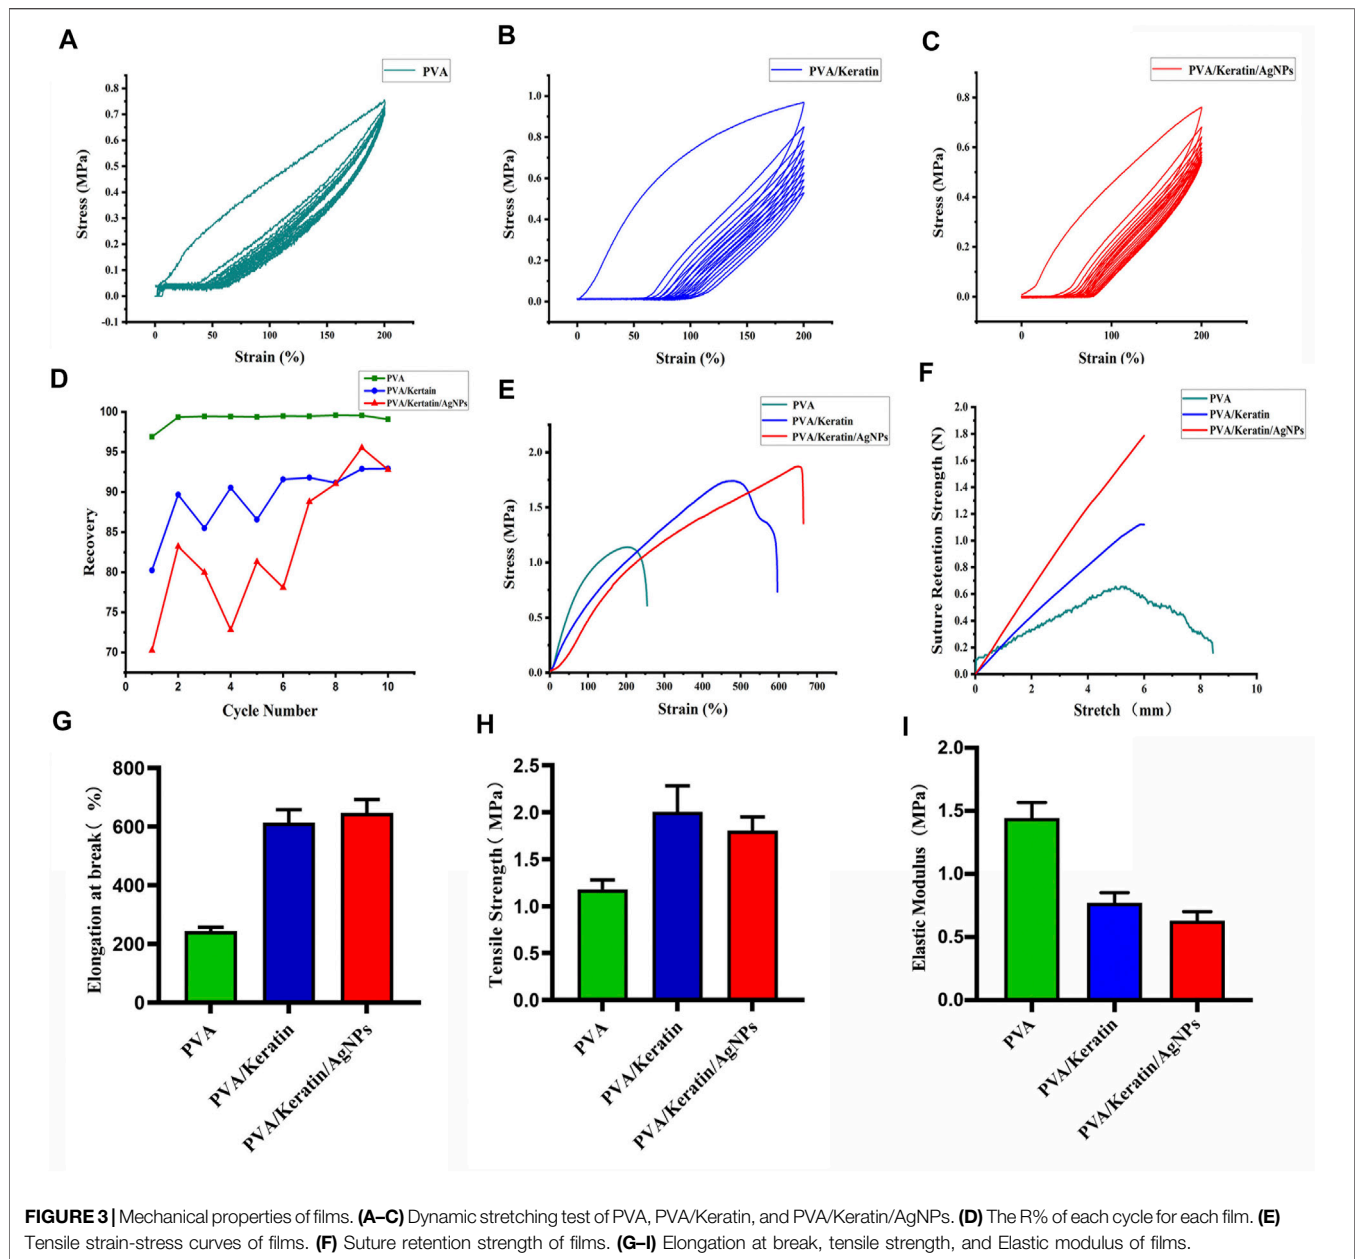 A
PVA
Stress (MPa)
0.8
0.7
0.6
0.5
0.4
0.3
0.2
0.1
0.0
-0.1
0 50 100 150 200
Strain (%)
B
PVA/Keratin
Stress (MPa)
1.0
0.8
0.6
0.4
0.2
0.0
0 50 100 150 200
Strain (%)
C
PVA/Keratin/AgNPs
Stress (MPa)
0.8
0.6
0.4
0.2
0.0
0 50 100 150 200
Strain (%)
D
PVA
PVA/Kertain
PVA/Kertatin/AgNPs
Recovery
100
95
90
85
80
75
70
0 2 4 6 8 10
Cycle Number
E
PVA
PVA/Keratin
PVA/Keratin/AgNPs
Stress (MPa)
2.0
1.5
1.0
0.5
0.0
0 100 200 300 400 500 600 700
Strain (%)
F
PVA
PVA/Keratin
PVA/Keratin/AgNPs
Suture Retention Strength (N)
2.0
1.8
1.6
1.4
1.2
1.0
0.8
0.6
0.4
0.2
0.0
0 2 4 6 8 10
Stretch（mm）
G
Elongation at break（ %)
800
600
400
200
0
PVA
PVA/Keratin
PVA/Keratin/AgNPs
H
Tensile Strength（ MPa)
2.5
2.0
1.5
1.0
0.5
0.0
PVA
PVA/Keratin
PVA/Keratin/AgNPs
I
Elastic Modulus（MPa）
2.0
1.5
1.0
0.5
0.0
PVA
PVA/Keratin
PVA/Keratin/AgNPs
FIGURE 3 | Mechanical properties of films. (A–C) Dynamic stretching test of PVA, PVA/Keratin, and PVA/Keratin/AgNPs. (D) The R% of each cycle for each film. (E)
Tensile strain-stress curves of films. (F) Suture retention strength of films. (G–I) Elongation at break, tensile strength, and Elastic modulus of films.